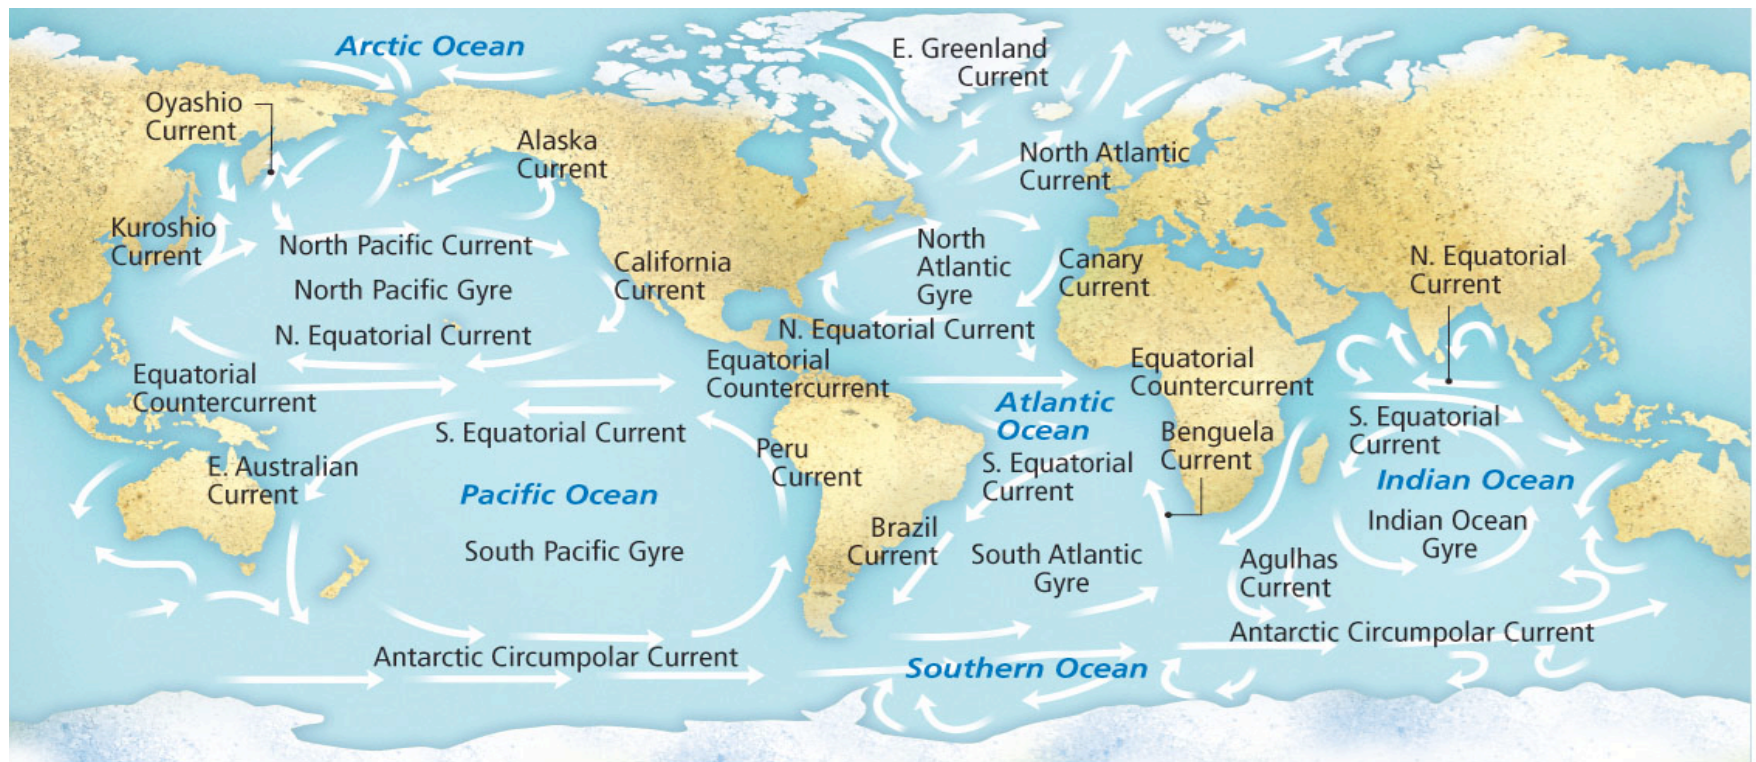 Arctic Ocean
E. Greenland
Current
Oyashio
Current
Alaska
Current
North Atlantic
Current
Kuroshio
Current
North Pacific Current
North Pacific Gyre
N. Equatorial Current
California
Current
North
Atlantic
Gyre
Canary
Current
N. Equatorial
Current
N. Equatorial Current
Equatorial
Countercurrent
Equatorial
Countercurrent
Equatorial
Countercurrent
Atlantic
Ocean
S. Equatorial Current
Peru
Current
S. Equatorial
Current
Benguela
Current
S. Equatorial
Current
E. Australian
Current
Pacific Ocean
Indian Ocean
South Pacific Gyre
Brazil
Current
South Atlantic
Gyre
Agulhas
Current
Indian Ocean
Gyre
Antarctic Circumpolar Current
Southern Ocean
Antarctic Circumpolar Current